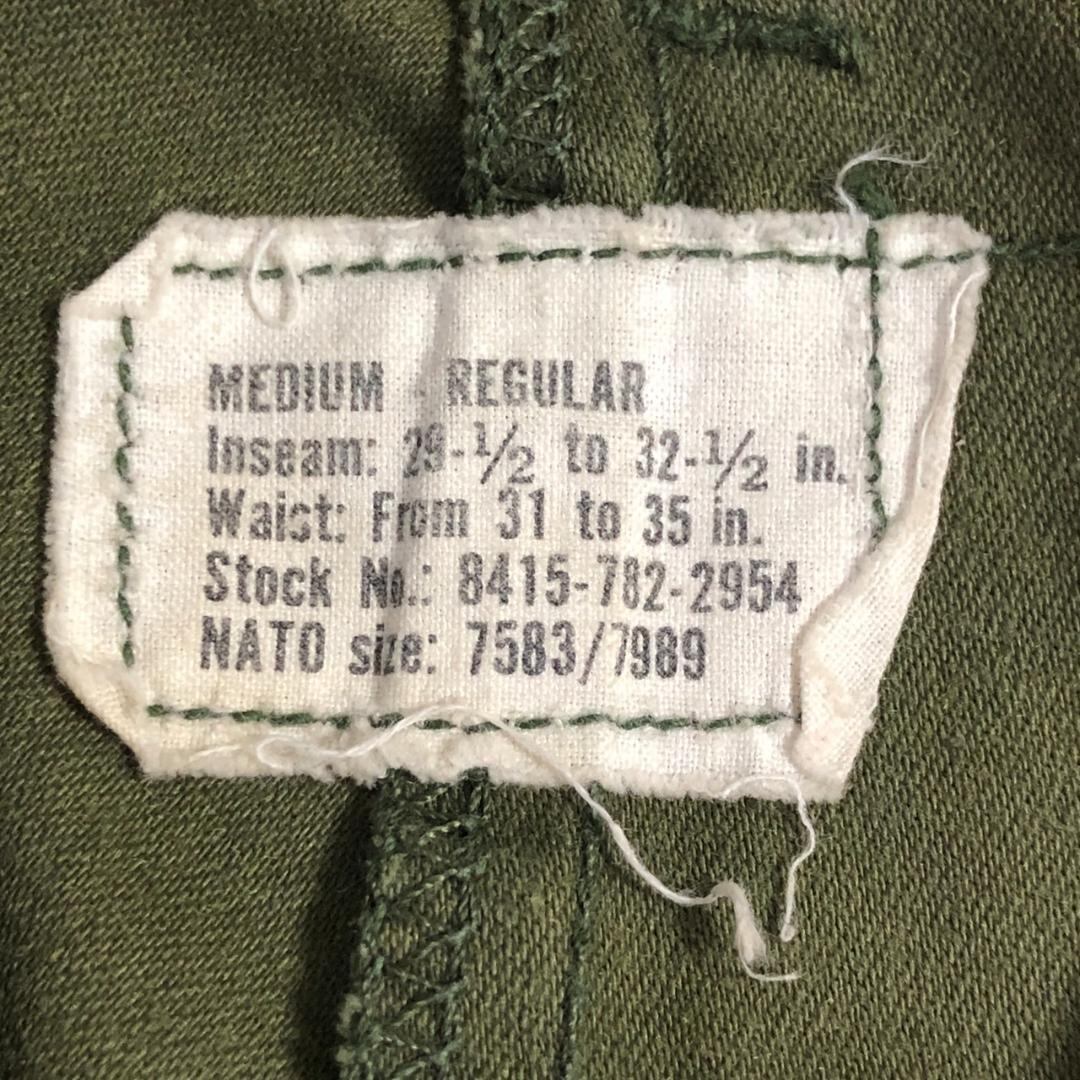 MEDIUM - REGULAR
Inseam: 29-1/2 to 32-1/2 in.
Waist: From 31 to 35 in.
Stock No.: 8415-782-2954
NATO size: 7583/7989